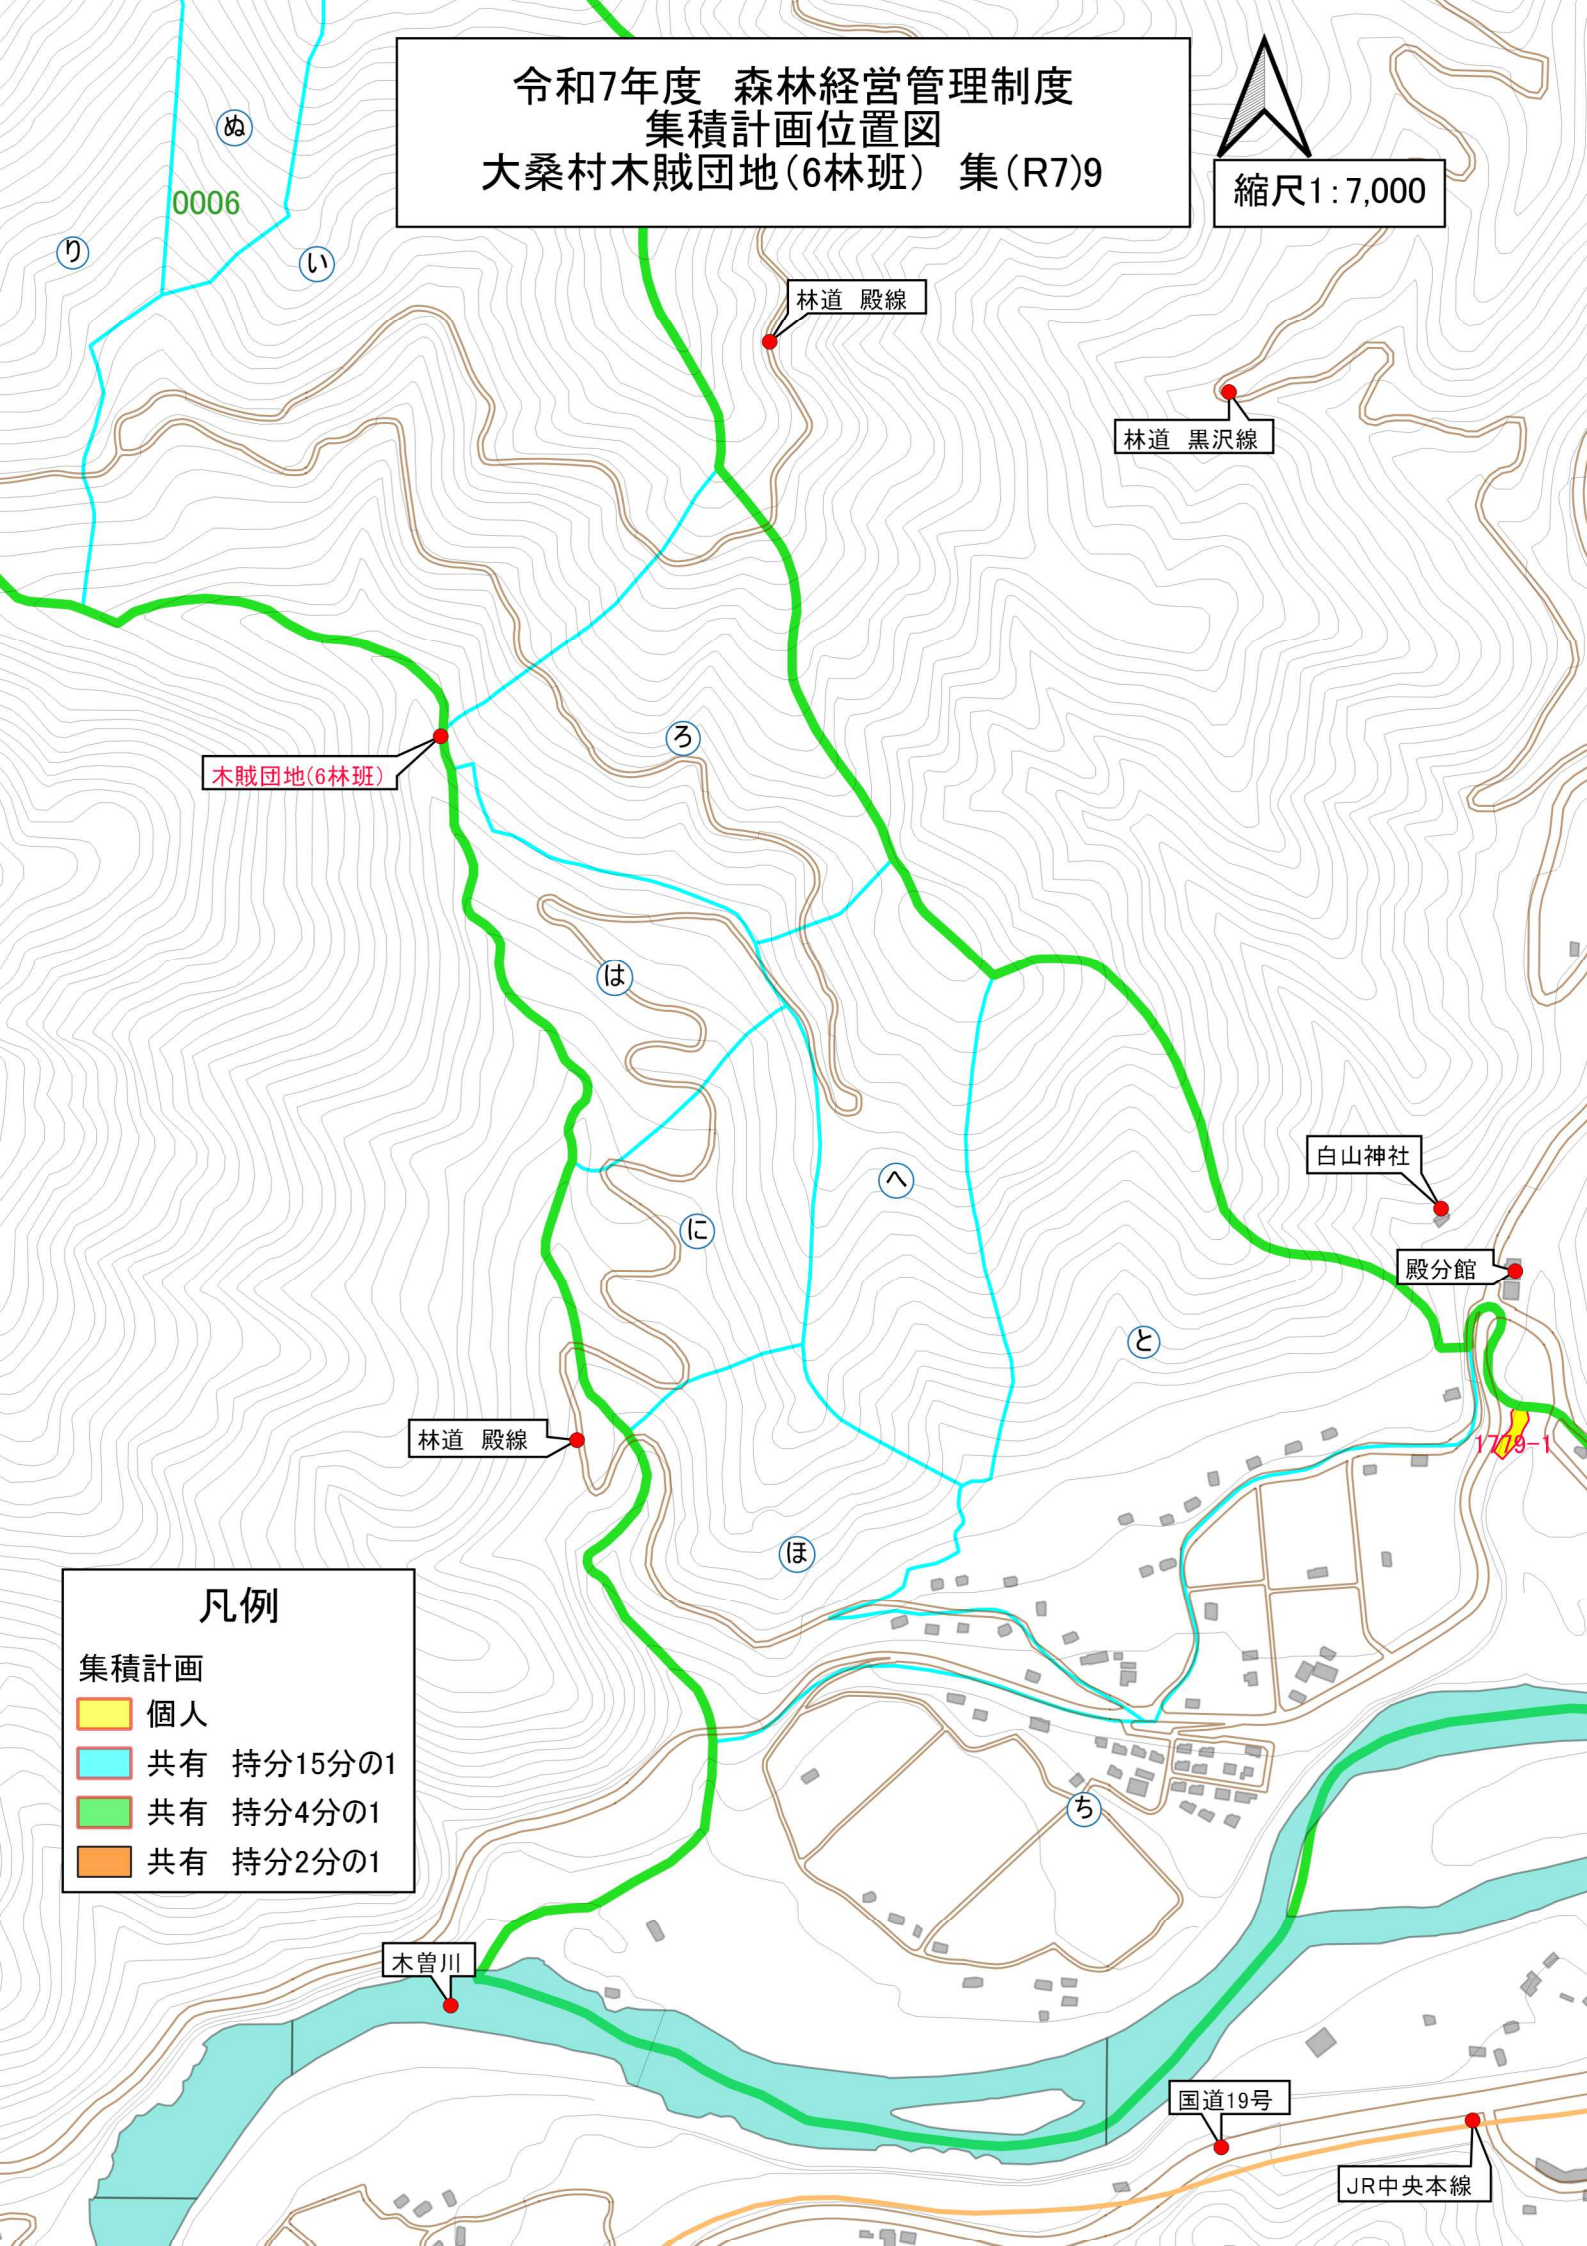 令和7年度　森林経営管理制度
集積計画位置図
大桑村木賊団地（6林班）　集（R7)9
縮尺1：7,000
ぬ
0006
り
い
林道　殿線
林道　黒沢線
ろ
木賊団地(6林班）
は
白山神社
へ
に
殿分館
と
林道　殿線
1779-1
ほ
凡例
集積計画
個人
共有　持分15分の1
共有　持分4分の1
共有　持分2分の1
ち
木曽川
国道19号
JR中央本線